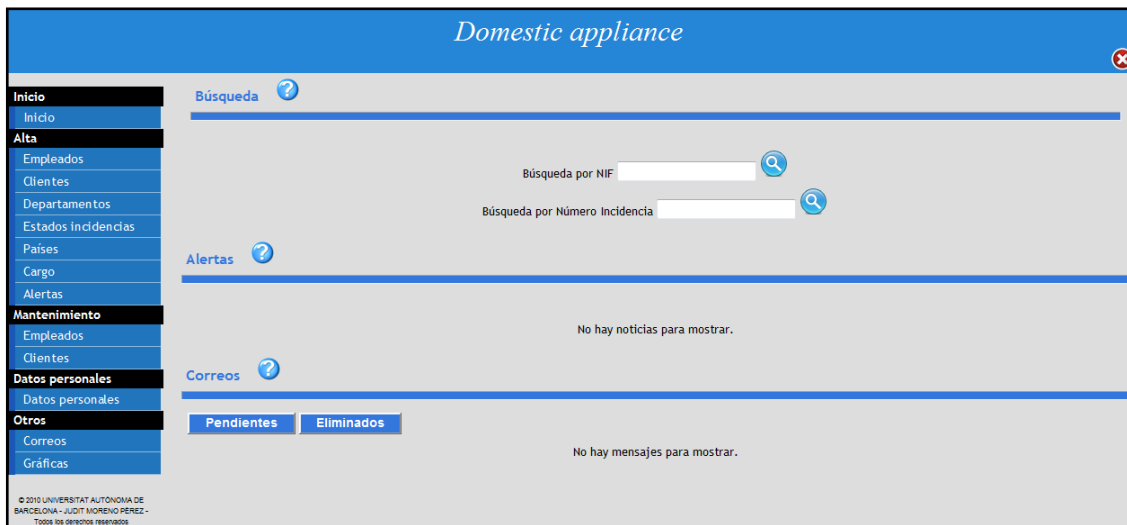 Domestic appliance
Inicio
Inicio
Alta
Empleados
Clientes
Departamentos
Estados incidencias
Países
Cargo
Alertas
Mantenimiento
Empleados
Clientes
Datos personales
Datos personales
Otros
Correos
Gráficas
© 2010 UNIVERSITAT AUTÒNOMA DE
BARCELONA - JUDIT MORENO PÉREZ -
Todos los derechos reservados
Búsqueda ?
Búsqueda por NIF
Búsqueda por Número Incidencia
Alertas ?
No hay noticias para mostrar.
Correos ?
Pendientes Eliminados
No hay mensajes para mostrar.